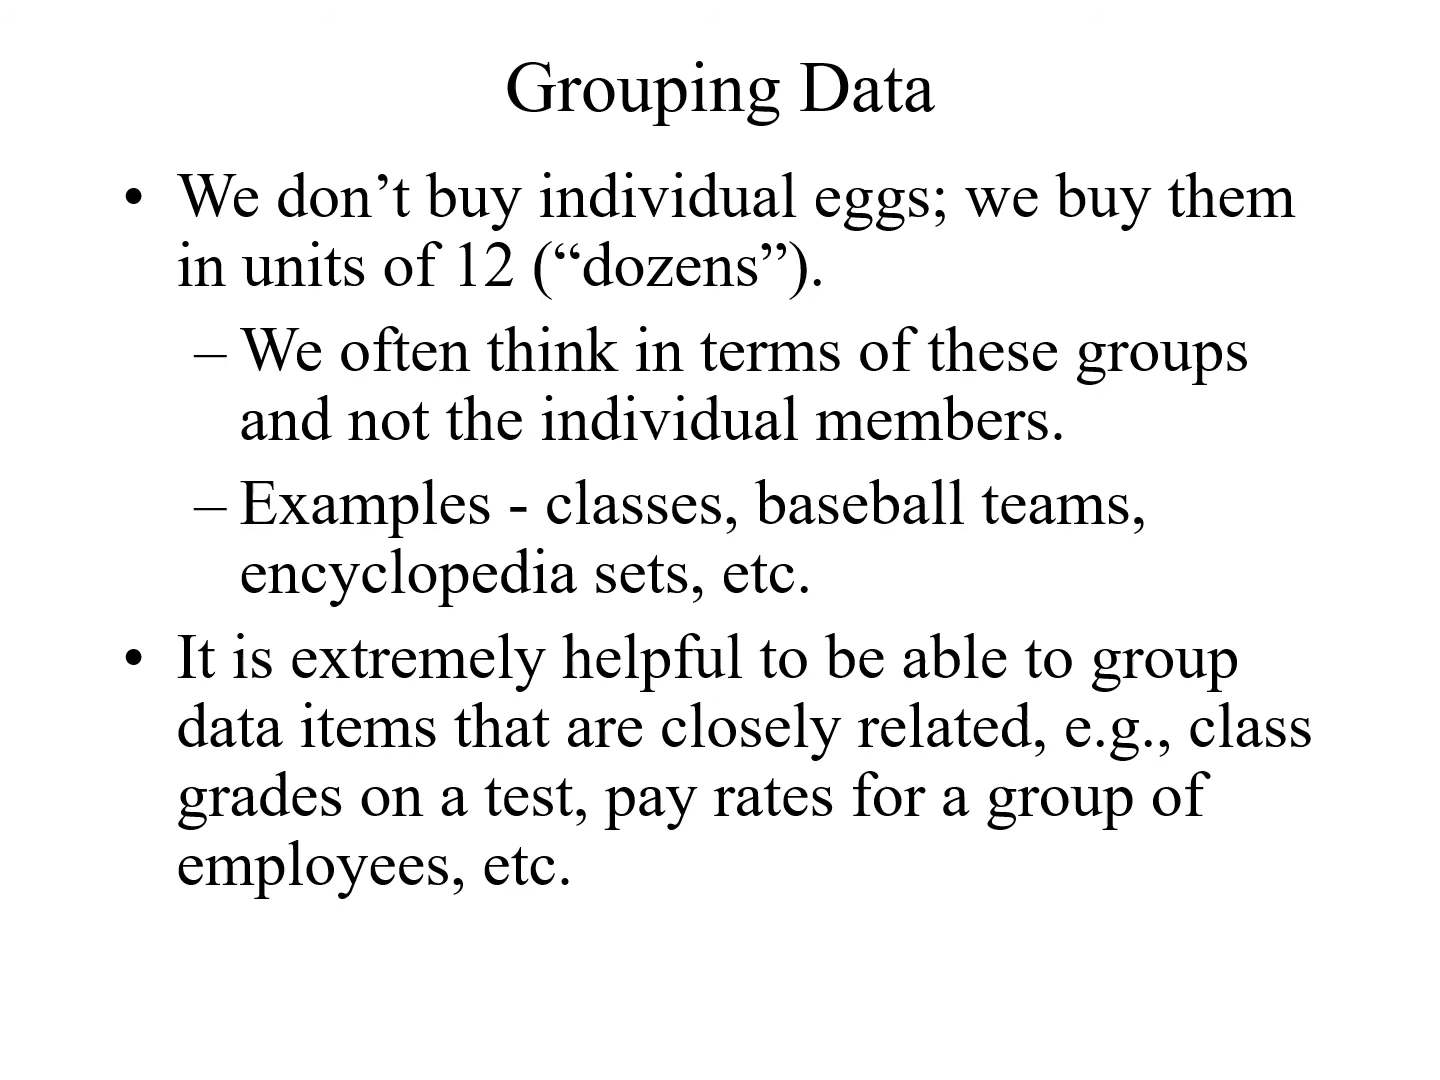 Grouping Data
• We don’t buy individual eggs; we buy them
in units of 12 (“dozens”).
– We often think in terms of these groups
and not the individual members.
– Examples - classes, baseball teams,
encyclopedia sets, etc.
• It is extremely helpful to be able to group
data items that are closely related, e.g., class
grades on a test, pay rates for a group of
employees, etc.